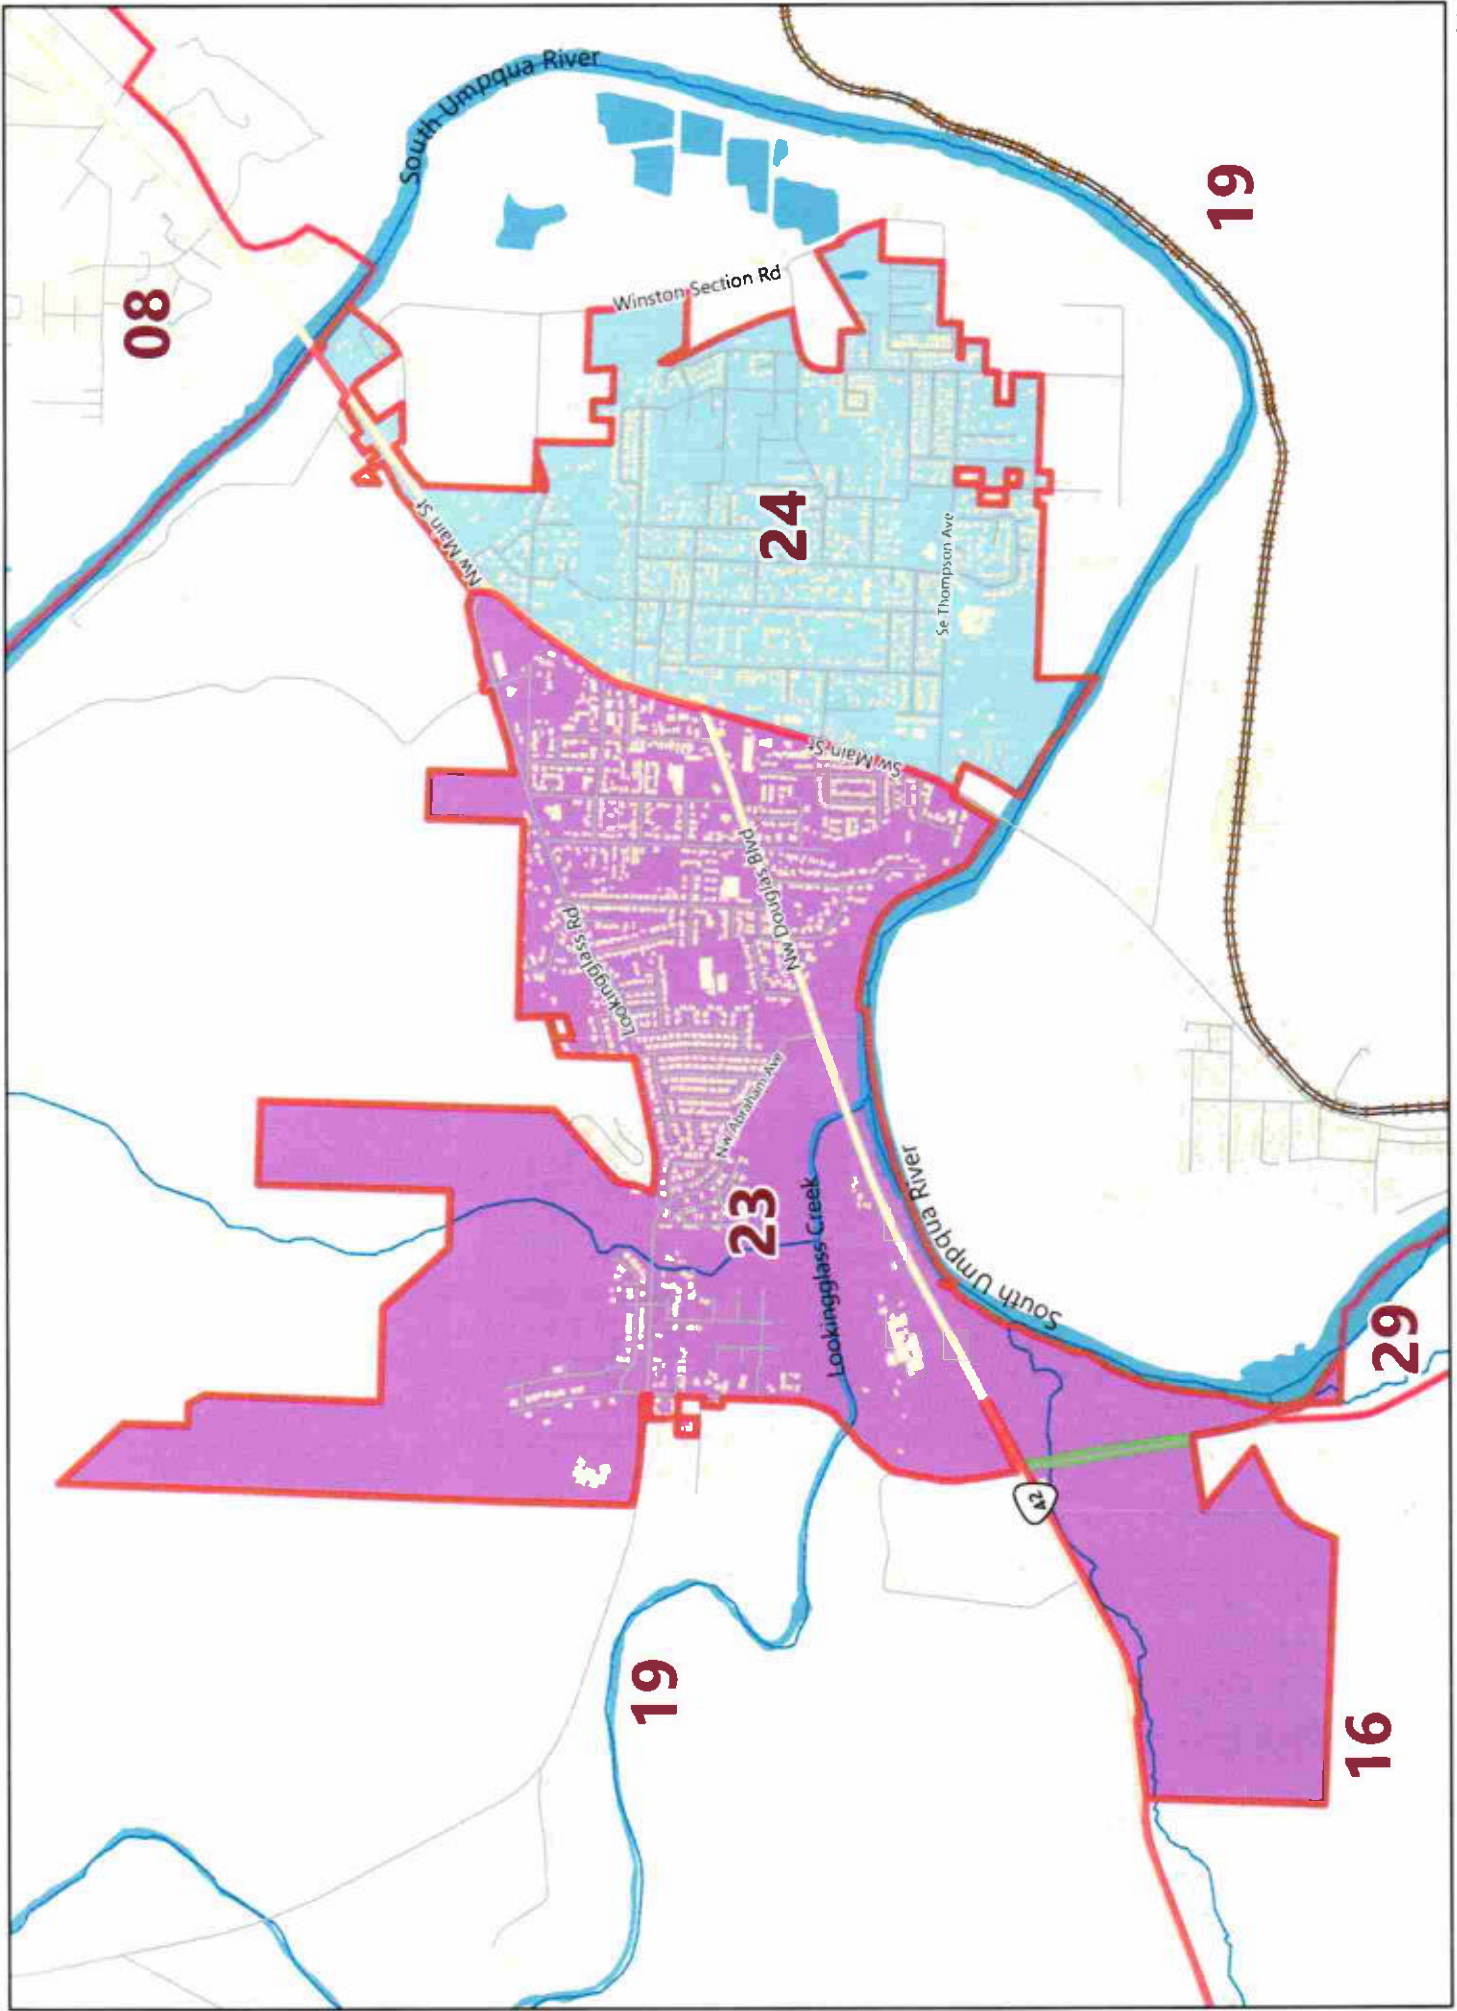 South Umpqua River
08
19
Winston Section Rd
24
Nw Main St
Se Thompson Ave
Sw Main St
Nw Douglas Blvd
Lookingglass Rd
Nw Abraham Ave
23
Lookingglass Creek
South Umpqua River
29
42
19
16